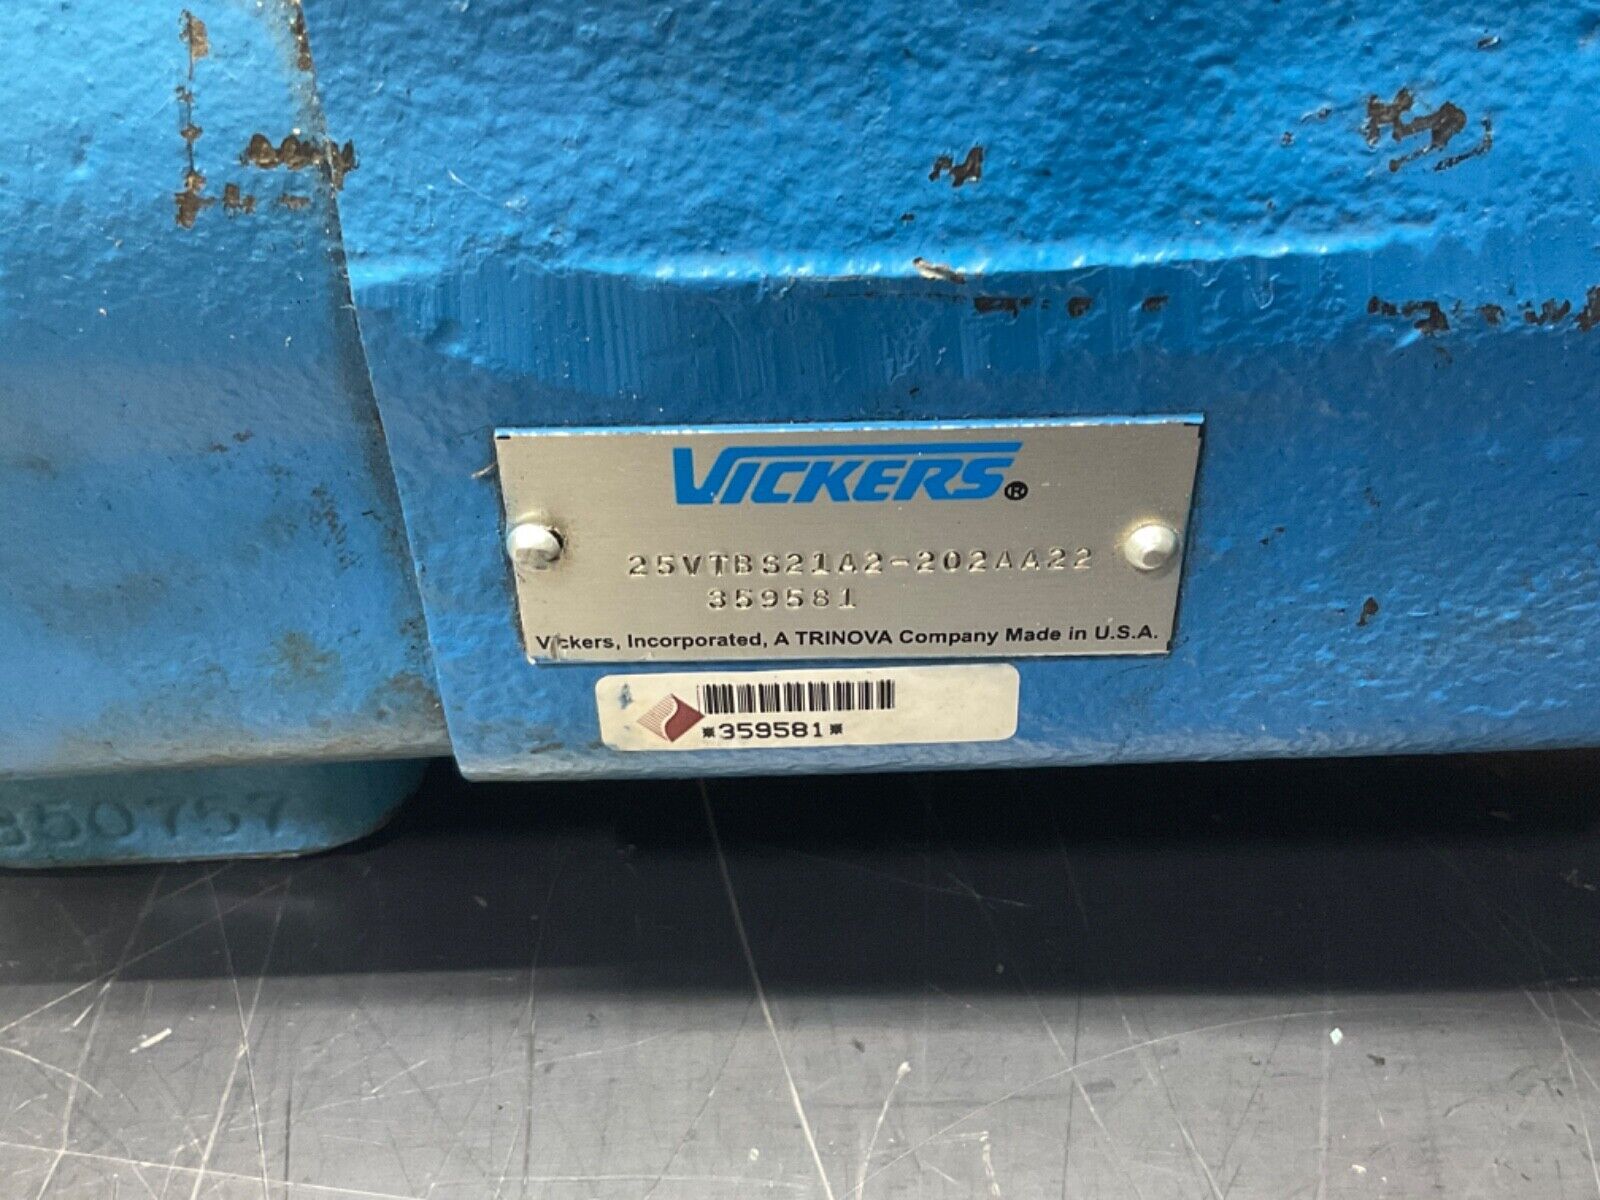 VICKERS®
25VTBS21A2-202AA22
359581
Vickers, Incorporated, A TRINOVA Company Made in U.S.A.
*359581*
350757